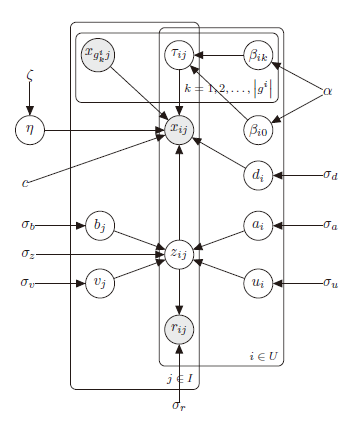 ζ
x_{g^i_k j} τ_{ij} β_{ik}
k = 1, 2, . . . , |g^i|
α
η x_{ij} β_{i0}
c d_i σ_d
σ_b b_j a_i σ_a
σ_z z_{ij}
σ_v v_j u_i σ_u
r_{ij}
i ∈ U
j ∈ I
σ_r